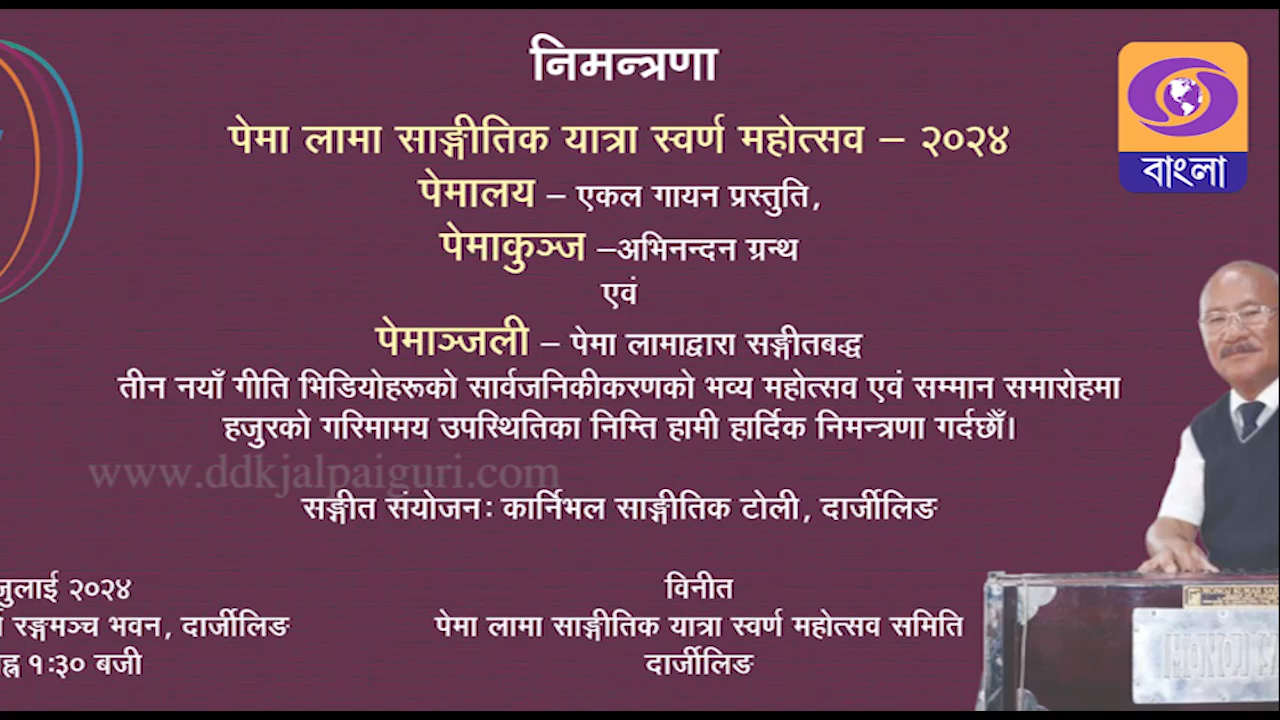 निमन्त्रणा
पेमा लामा साङ्गीतिक यात्रा स्वर्ण महोत्सव – २०२४
पेमालय – एकल गायन प्रस्तुति,
पेमाकुञ्ज –अभिनन्दन ग्रन्थ
एवं
पेमाञ्जली – पेमा लामाद्वारा सङ्गीतबद्ध
तीन नयाँ गीति भिडियोहरूको सार्वजनिकीकरणको भव्य महोत्सव एवं सम्मान समारोहमा
हजुरको गरिमामय उपस्थितिका निम्ति हामी हार्दिक निमन्त्रणा गर्दछौँ।
www.ddkjalpaiguri.com
सङ्गीत संयोजन: कार्निभल साङ्गीतिक टोली, दार्जीलिङ
जुलाई २०२४
रङ्गमञ्च भवन, दार्जीलिङ
१:३० बजी
विनीत
पेमा लामा साङ्गीतिक यात्रा स्वर्ण महोत्सव समिति
दार्जीलिङ
বাংলা